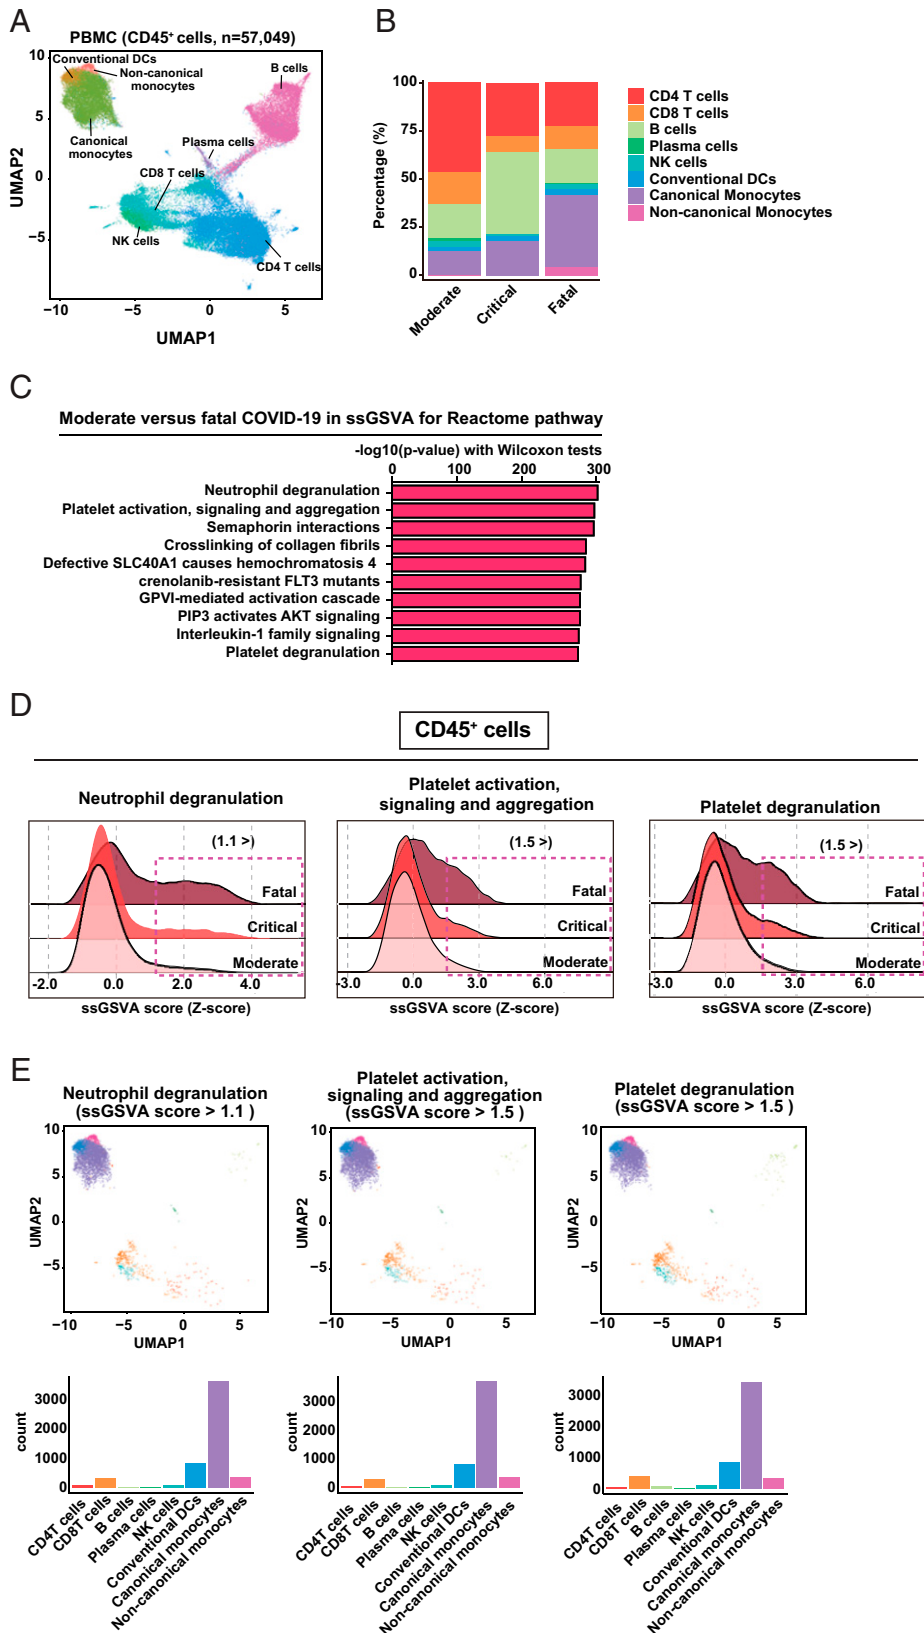 A
PBMC (CD45+ cells, n=57,049)
10
5
0
−5
UMAP2
Conventional DCs
Non-canonical
monocytes
B cells
Canonical
monocytes
Plasma cells
CD8 T cells
NK cells
CD4 T cells
−10
−5
0
5
UMAP1
B
100
75
50
25
0
Percentage (%)
Moderate
Critical
Fatal
CD4 T cells
CD8 T cells
B cells
Plasma cells
NK cells
Conventional DCs
Canonical Monocytes
Non-canonical Monocytes
C
Moderate versus fatal COVID-19 in ssGSVA for Reactome pathway
-log10(p-value) with Wilcoxon tests
0 100 200 300
Neutrophil degranulation
Platelet activation, signaling and aggregation
Semaphorin interactions
Crosslinking of collagen fibrils
Defective SLC40A1 causes hemochromatosis 4
crenolanib-resistant FLT3 mutants
GPVI-mediated activation cascade
PIP3 activates AKT signaling
Interleukin-1 family signaling
Platelet degranulation
D
CD45+ cells
Neutrophil degranulation
(1.1 >)
Fatal
Critical
Moderate
-2.0 0.0 2.0 4.0
ssGSVA score (Z-score)
Platelet activation,
signaling and aggregation
(1.5 >)
Fatal
Critical
Moderate
-3.0 0.0 3.0 6.0
ssGSVA score (Z-score)
Platelet degranulation
(1.5 >)
Fatal
Critical
Moderate
-3.0 0.0 3.0 6.0
ssGSVA score (Z-score)
E
Neutrophil degranulation
(ssGSVA score > 1.1 )
10
5
0
−5
UMAP2
−10 −5 0 5
UMAP1
Platelet activation,
signaling and aggregation
(ssGSVA score > 1.5 )
10
5
0
−5
UMAP2
−10 −5 0 5
UMAP1
Platelet degranulation
(ssGSVA score > 1.5 )
10
5
0
−5
UMAP2
−10 −5 0 5
UMAP1
3000
2000
1000
0
count
CD4T cells
CD8T cells
B cells
Plasma cells
NK cells
Conventional DCs
Canonical monocytes
Non-canonical monocytes
3000
2000
1000
0
count
CD4T cells
CD8T cells
B cells
Plasma cells
NK cells
Conventional DCs
Canonical monocytes
Non-canonical monocytes
3000
2000
1000
0
count
CD4T cells
CD8T cells
B cells
Plasma cells
NK cells
Conventional DCs
Canonical monocytes
Non-canonical monocytes